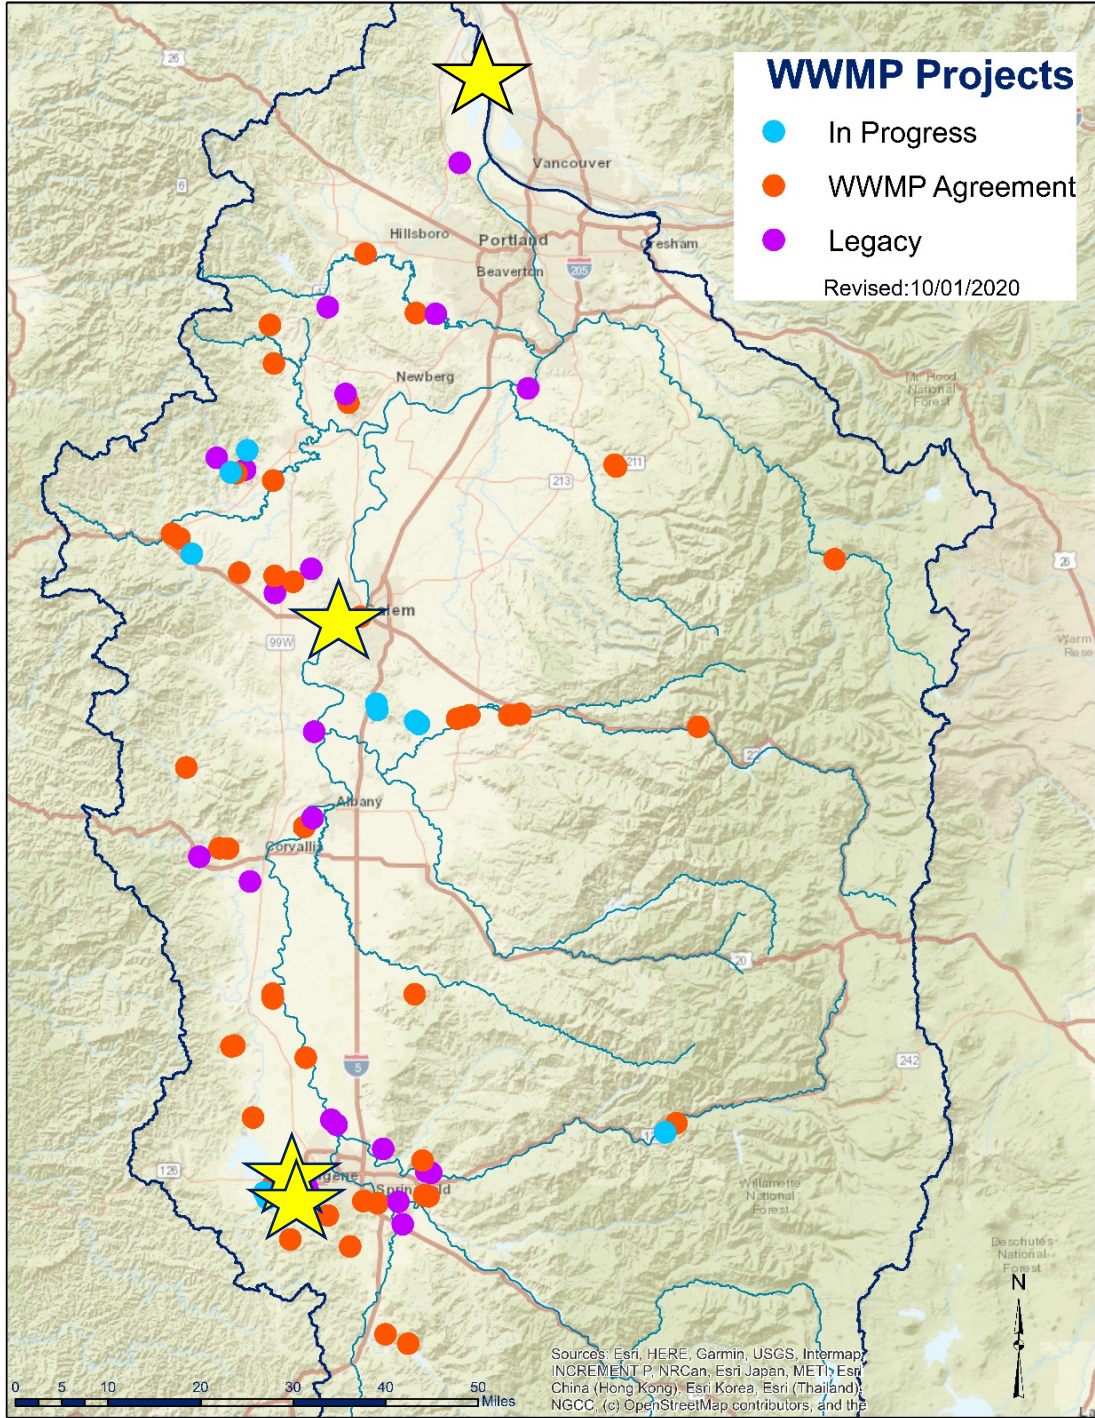 WWMP Projects
In Progress
WWMP Agreement
Legacy
Revised:10/01/2020
26
6
Vancouver
Hillsboro
Portland
Gresham
Beaverton
205
Newberg
Mt Hood
National
Forest
211
213
26
Salem
99W
Warm
Rese
22
Albany
Corvallis
20
5
242
126
Eugene
Springfield
Willamette
National
Forest
Deschutes
National
Forest
N
Sources: Esri, HERE, Garmin, USGS, Intermap,
INCREMENT P, NRCan, Esri Japan, METI, Esri
China (Hong Kong), Esri Korea, Esri (Thailand),
NGCC, (c) OpenStreetMap contributors, and the
0 5 10 20 30 40 50
Miles
La